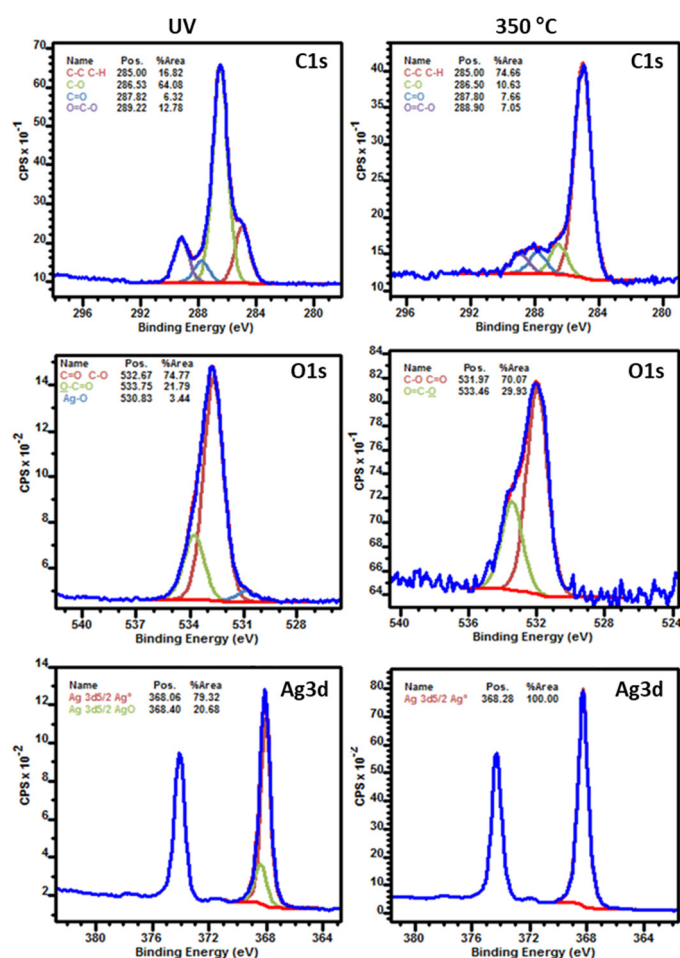 UV
350 °C
C1s
Name Pos. %Area
C-C C-H 285.00 16.82
C-O 286.53 64.08
C=O 287.82 6.32
O=C-O 289.22 12.78
CPS x 10⁻¹
70
60
50
40
30
20
10
296 292 288 284 280
Binding Energy (eV)
C1s
Name Pos. %Area
C-C C-H 285.00 74.66
C-O 286.50 10.63
C=O 287.80 7.66
O=C-O 288.90 7.05
CPS x 10⁻¹
40
35
30
25
20
15
10
296 292 288 284 280
Binding Energy (eV)
O1s
Name Pos. %Area
C=O C-O 532.67 74.77
O-C=O 533.75 21.79
Ag-O 530.83 3.44
CPS x 10⁻²
14
12
10
8
6
540 536 532 528
Binding Energy (eV)
O1s
Name Pos. %Area
C-O C=O 531.97 70.07
O=C-O 533.46 29.93
CPS x 10⁻¹
84
82
80
78
76
74
72
70
68
66
64
540 536 532 528 524
Binding Energy (eV)
Ag3d
Name Pos. %Area
Ag 3d5/2 Ag° 368.06 79.32
Ag 3d5/2 AgO 368.40 20.68
CPS x 10⁻²
14
12
10
8
6
4
2
380 376 372 368 364
Binding Energy (eV)
Ag3d
Name Pos. %Area
Ag 3d5/2 Ag° 368.28 100.00
CPS x 10⁻²
80
70
60
50
40
30
20
10
0
380 376 372 368 364
Binding Energy (eV)